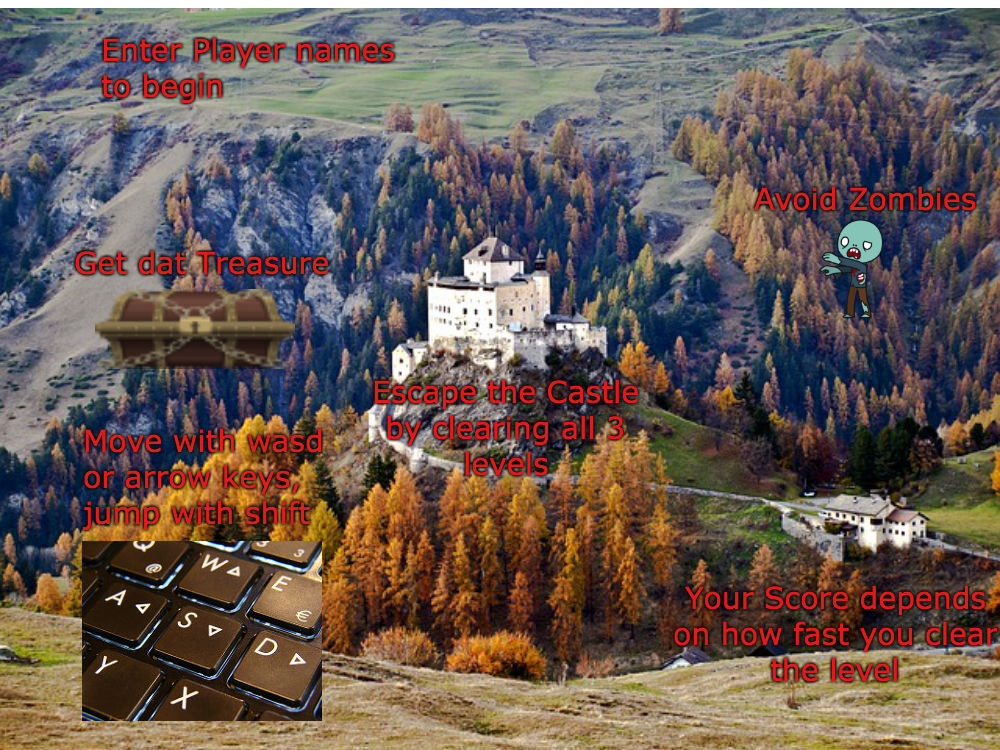 Enter Player names
to begin
Avoid Zombies
Get dat Treasure
Escape the Castle
by clearing all 3
levels
Move with wasd
or arrow keys,
jump with shift
Q @ W 3 E €
A S D
Y X
Your Score depends
on how fast you clear
the level